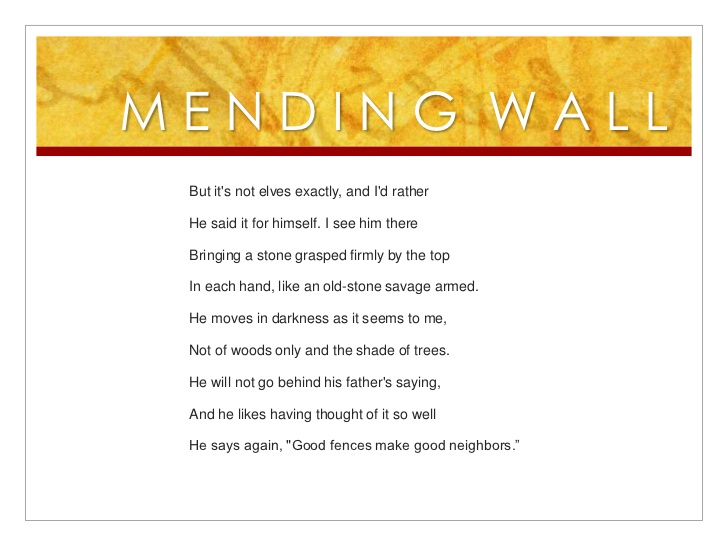 MENDING WALL
But it's not elves exactly, and I'd rather
He said it for himself. I see him there
Bringing a stone grasped firmly by the top
In each hand, like an old-stone savage armed.
He moves in darkness as it seems to me,
Not of woods only and the shade of trees.
He will not go behind his father's saying,
And he likes having thought of it so well
He says again, "Good fences make good neighbors.”